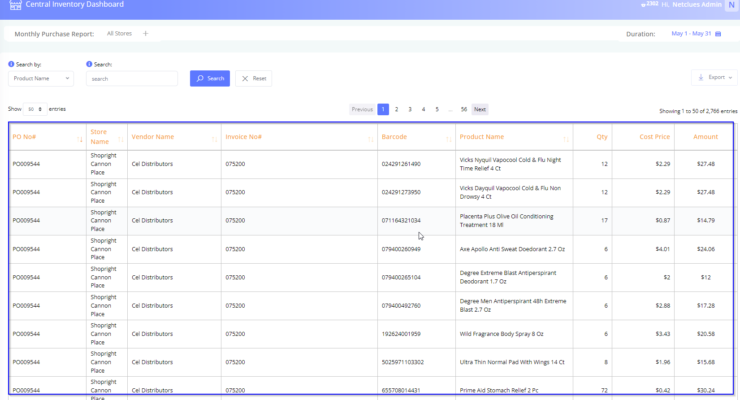 Central Inventory Dashboard
2353 Hi, Netclues Admin N
Monthly Purchase Report: All Stores +
Duration: May 1 - May 31
Search by: Search:
Product Name search Search Reset Export
Show 50 entries Previous 1 2 3 4 5 ... 56 Next Showing 1 to 50 of 2,766 entries
PO No# Store Name Vendor Name Invoice No# Barcode Product Name Qty Cost Price Amount
PO009544 Shopright Cannon Place Cel Distributors 075200 024291261490 Vicks Nyquil Vapocool Cold & Flu Night Time Relief 4 Ct 12 $2.29 $27.48
PO009544 Shopright Cannon Place Cel Distributors 075200 024291273950 Vicks Dayquil Vapocool Cold & Flu Non Drowsy 4 Ct 12 $2.29 $27.48
PO009544 Shopright Cannon Place Cel Distributors 075200 071164321034 Placenta Plus Olive Oil Conditioning Treatment 18 Ml 17 $0.87 $14.79
PO009544 Shopright Cannon Place Cel Distributors 075200 079400260949 Axe Apollo Anti Sweat Doedorant 2.7 Oz 6 $4.01 $24.06
PO009544 Shopright Cannon Place Cel Distributors 075200 079400265104 Degree Extreme Blast Antiperspirant Deodorant 1.7 Oz 6 $2 $12
PO009544 Shopright Cannon Place Cel Distributors 075200 079400492760 Degree Men Antiperspirant 48h Extreme Blast 2.7 Oz 6 $2.88 $17.28
PO009544 Shopright Cannon Place Cel Distributors 075200 192624001959 Wild Fragrance Body Spray 8 Oz 6 $3.43 $20.58
PO009544 Shopright Cannon Place Cel Distributors 075200 5025971103302 Ultra Thin Normal Pad With Wings 14 Ct 8 $1.96 $15.68
PO009544 Shopright Cannon Place Cel Distributors 075200 655708014431 Prime Aid Stomach Relief 2 Pc 72 $0.42 $30.24